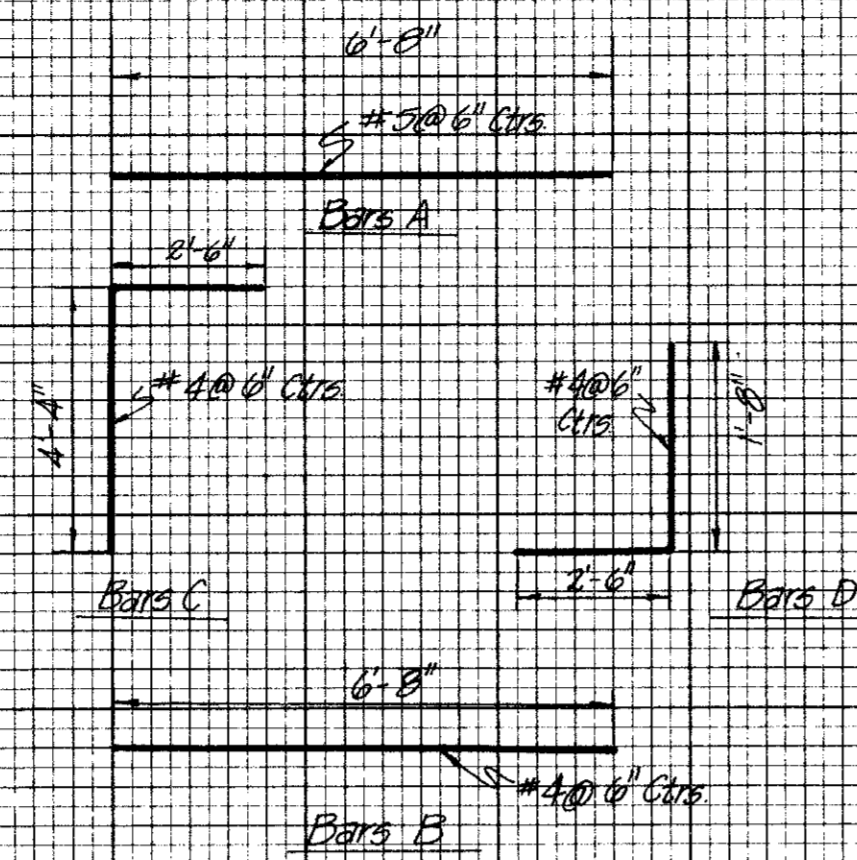 6'-8"
#5@6" Ctrs.
Bars A
2'-6"
4'-4"
#4@6" Ctrs.
#4@6"
Ctrs.
1'-8"
2'-6"
Bars C
Bars D
6'-8"
#4@6" Ctrs.
Bars B